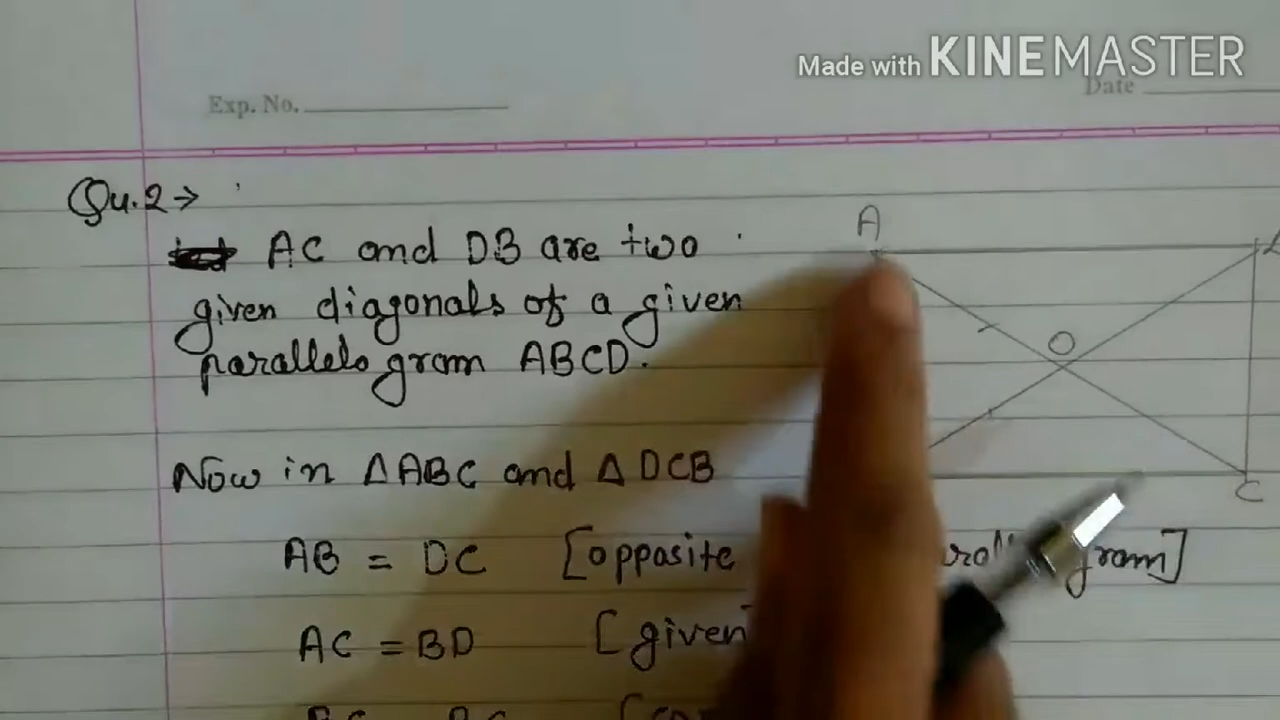 Made with KINEMASTER
Exp. No.
Date
Qu.2→
AC and DB are two
given diagonals of a given
parallelogram ABCD.
A
O
C
Now in ΔABC and ΔDCB
AB = DC [opposite
gram]
AC = BD [given